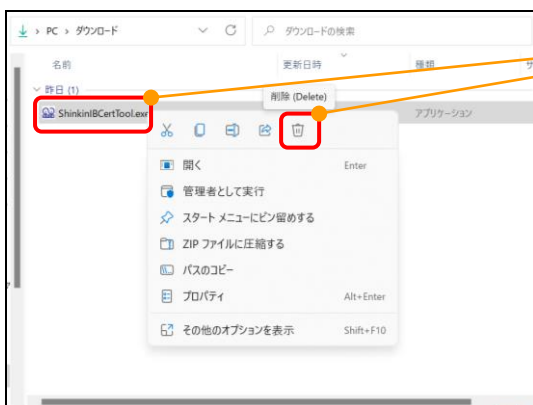 PC › ダウンロード
ダウンロードの検索
名前
更新日時
種類
昨日 (1)
削除 (Delete)
ShinkinIBCertTool.exe
アプリケーション
開く Enter
管理者として実行
スタート メニューにピン留めする
ZIP ファイルに圧縮する
パスのコピー
プロパティ Alt+Enter
その他のオプションを表示 Shift+F10